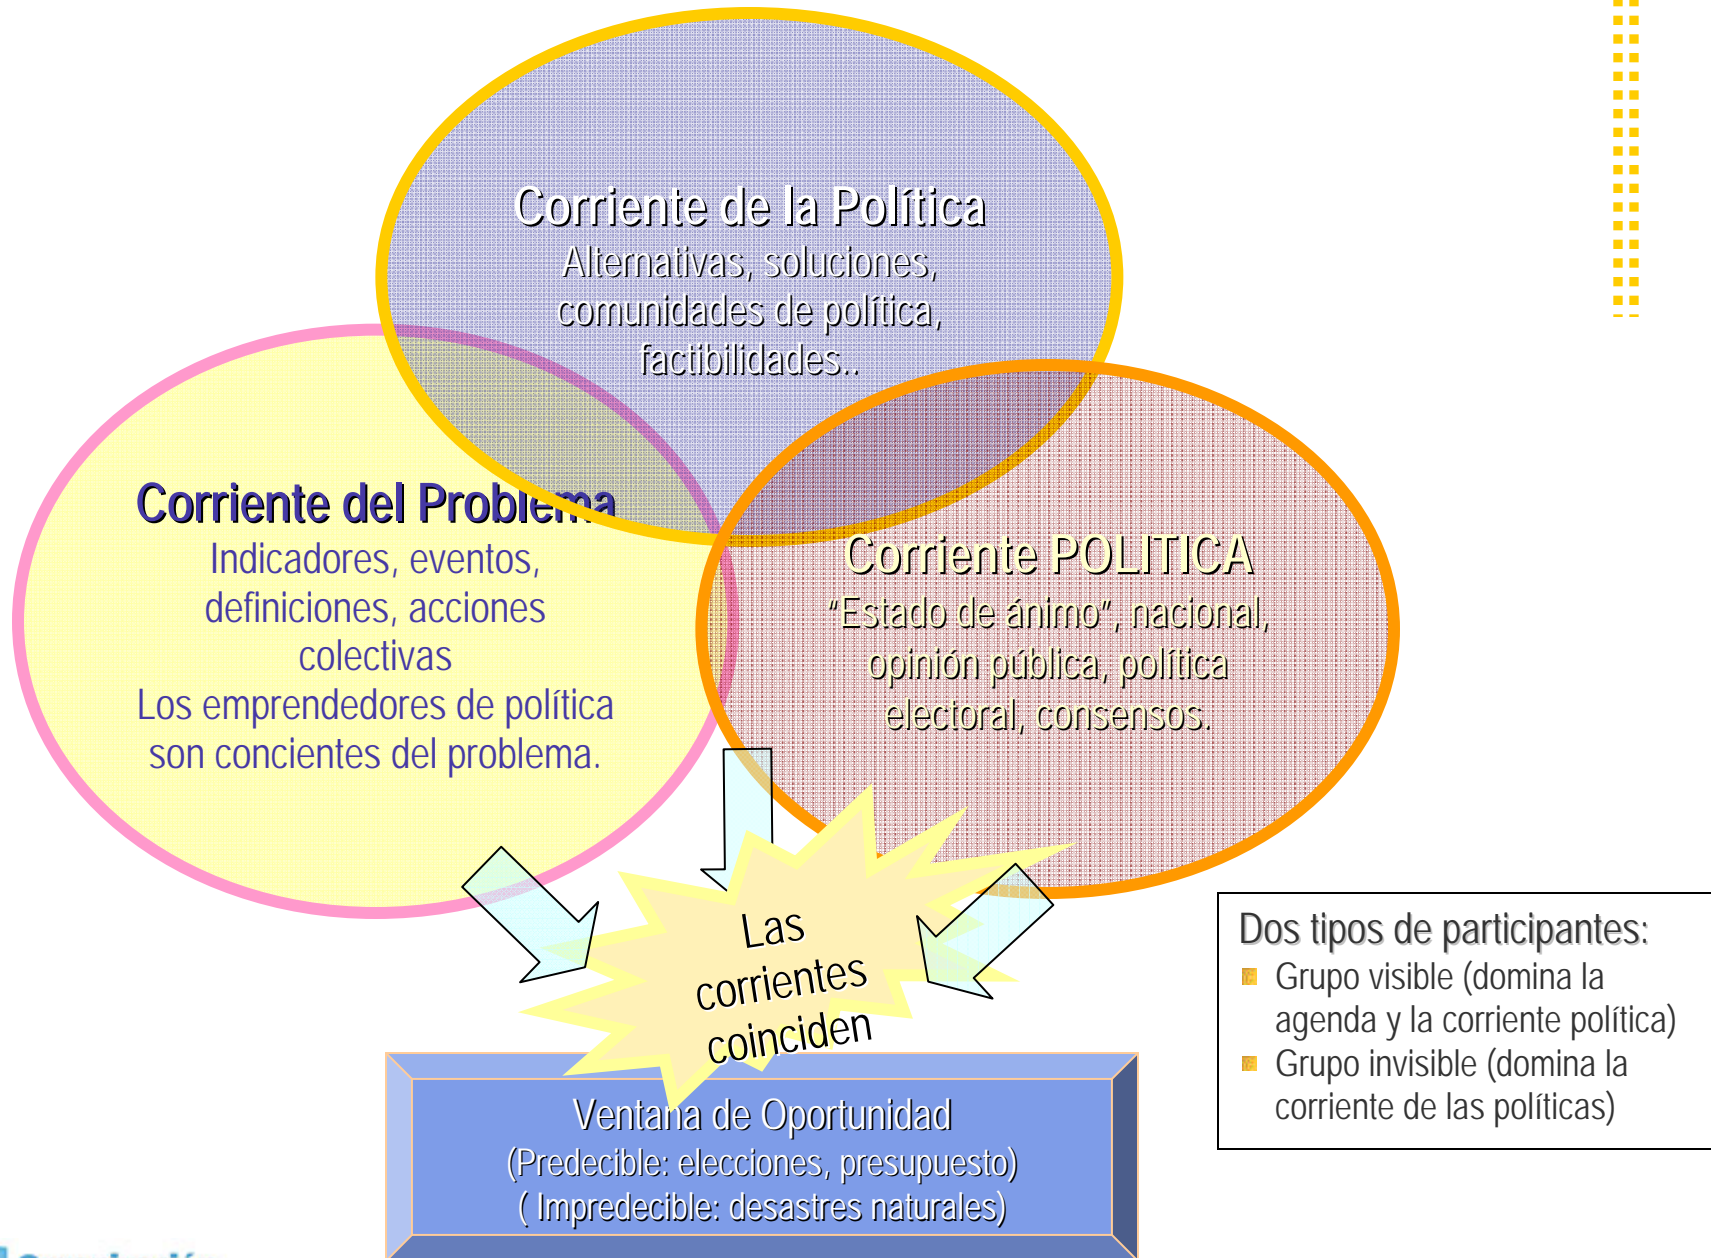 Corriente de la Política
Alternativas, soluciones,
comunidades de política,
factibilidades..
Corriente del Problema
Indicadores, eventos,
definiciones, acciones
colectivas
Los emprendedores de política
son concientes del problema.
Corriente POLITICA
"Estado de ánimo", nacional,
opinión pública, política
electoral, consensos.
Las
corrientes
coinciden
Ventana de Oportunidad
(Predecible: elecciones, presupuesto)
( Impredecible: desastres naturales)
Dos tipos de participantes:
Grupo visible (domina la
agenda y la corriente política)
Grupo invisible (domina la
corriente de las políticas)